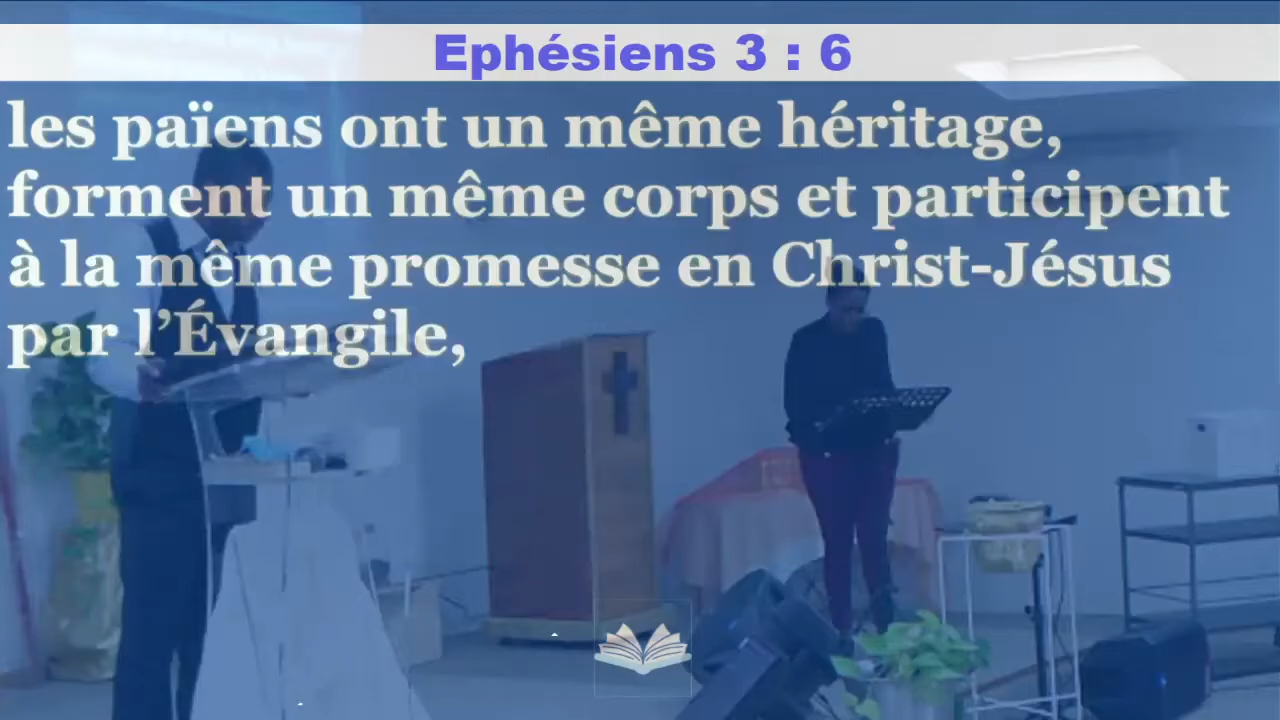 Ephésiens 3 : 6
les païens ont un même héritage,
forment un même corps et participent
à la même promesse en Christ-Jésus
par l’Évangile,